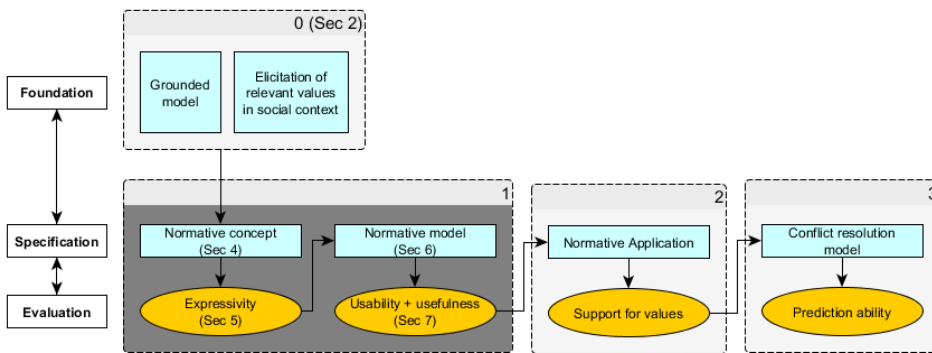 0 (Sec 2)
Grounded
model
Elicitation of
relevant values
in social context
Foundation
1
2
3
Specification
Normative concept
(Sec 4)
Normative model
(Sec 6)
Normative Application
Conflict resolution
model
Evaluation
Expressivity
(Sec 5)
Usability + usefulness
(Sec 7)
Support for values
Prediction ability